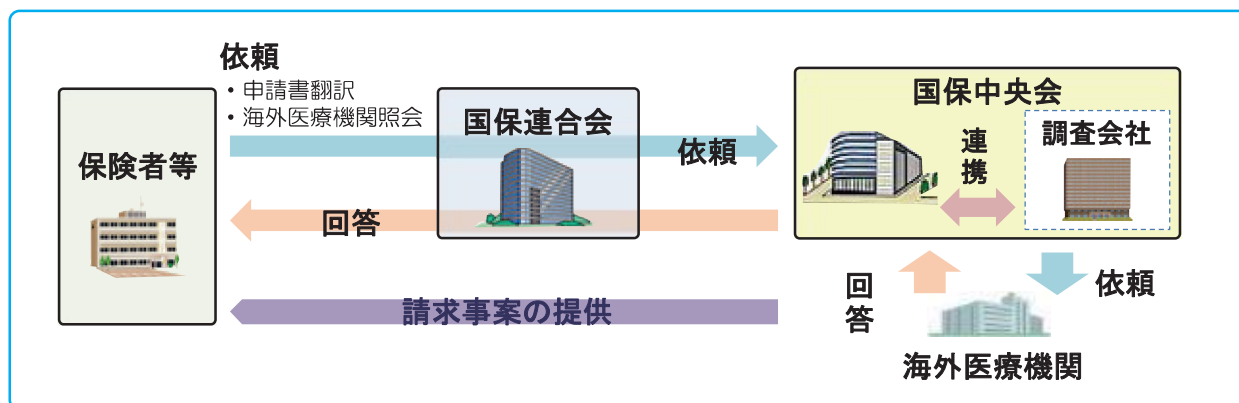 依頼
・申請書翻訳
・海外医療機関照会
保険者等
国保連合会
依頼
回答
請求事案の提供
国保中央会
連携
調査会社
回答
依頼
海外医療機関